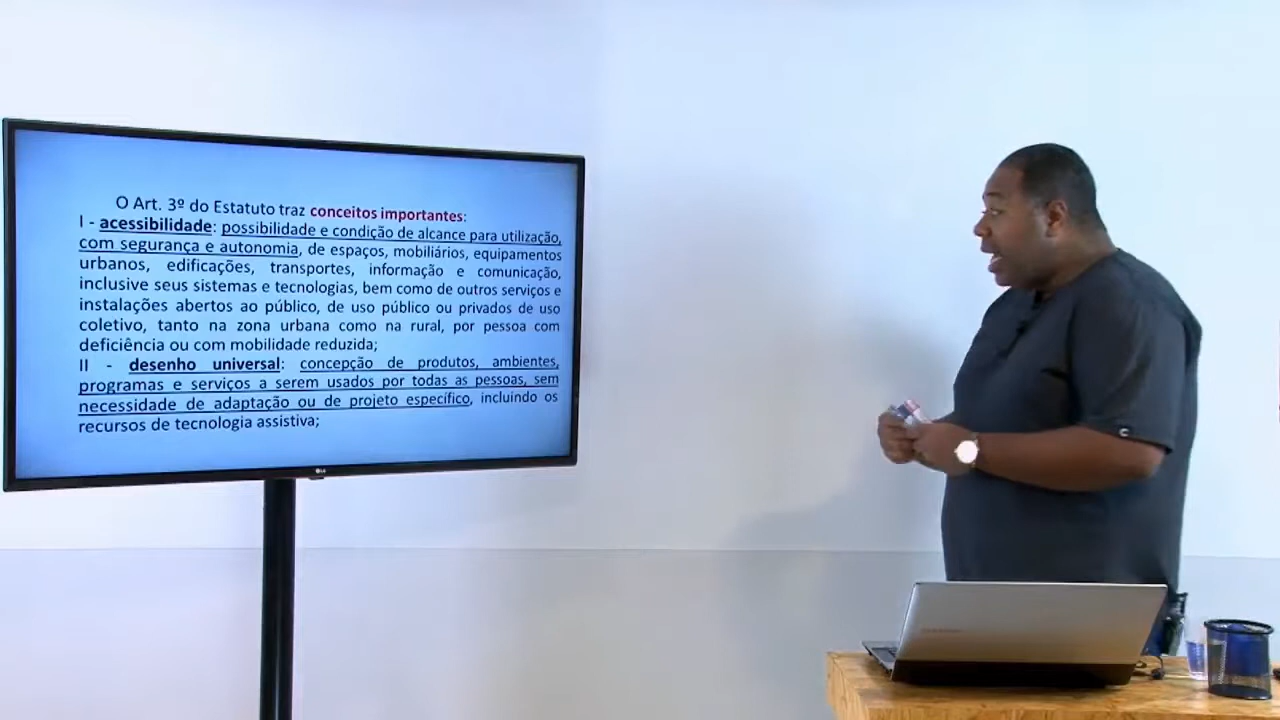 O Art. 3º do Estatuto traz conceitos importantes:
I - acessibilidade: possibilidade e condição de alcance para utilização,
com segurança e autonomia, de espaços, mobiliários, equipamentos
urbanos, edificações, transportes, informação e comunicação,
inclusive seus sistemas e tecnologias, bem como de outros serviços e
instalações abertos ao público, de uso público ou privados de uso
coletivo, tanto na zona urbana como na rural, por pessoa com
deficiência ou com mobilidade reduzida;
II - desenho universal: concepção de produtos, ambientes,
programas e serviços a serem usados por todas as pessoas, sem
necessidade de adaptação ou de projeto específico, incluindo os
recursos de tecnologia assistiva;
LG